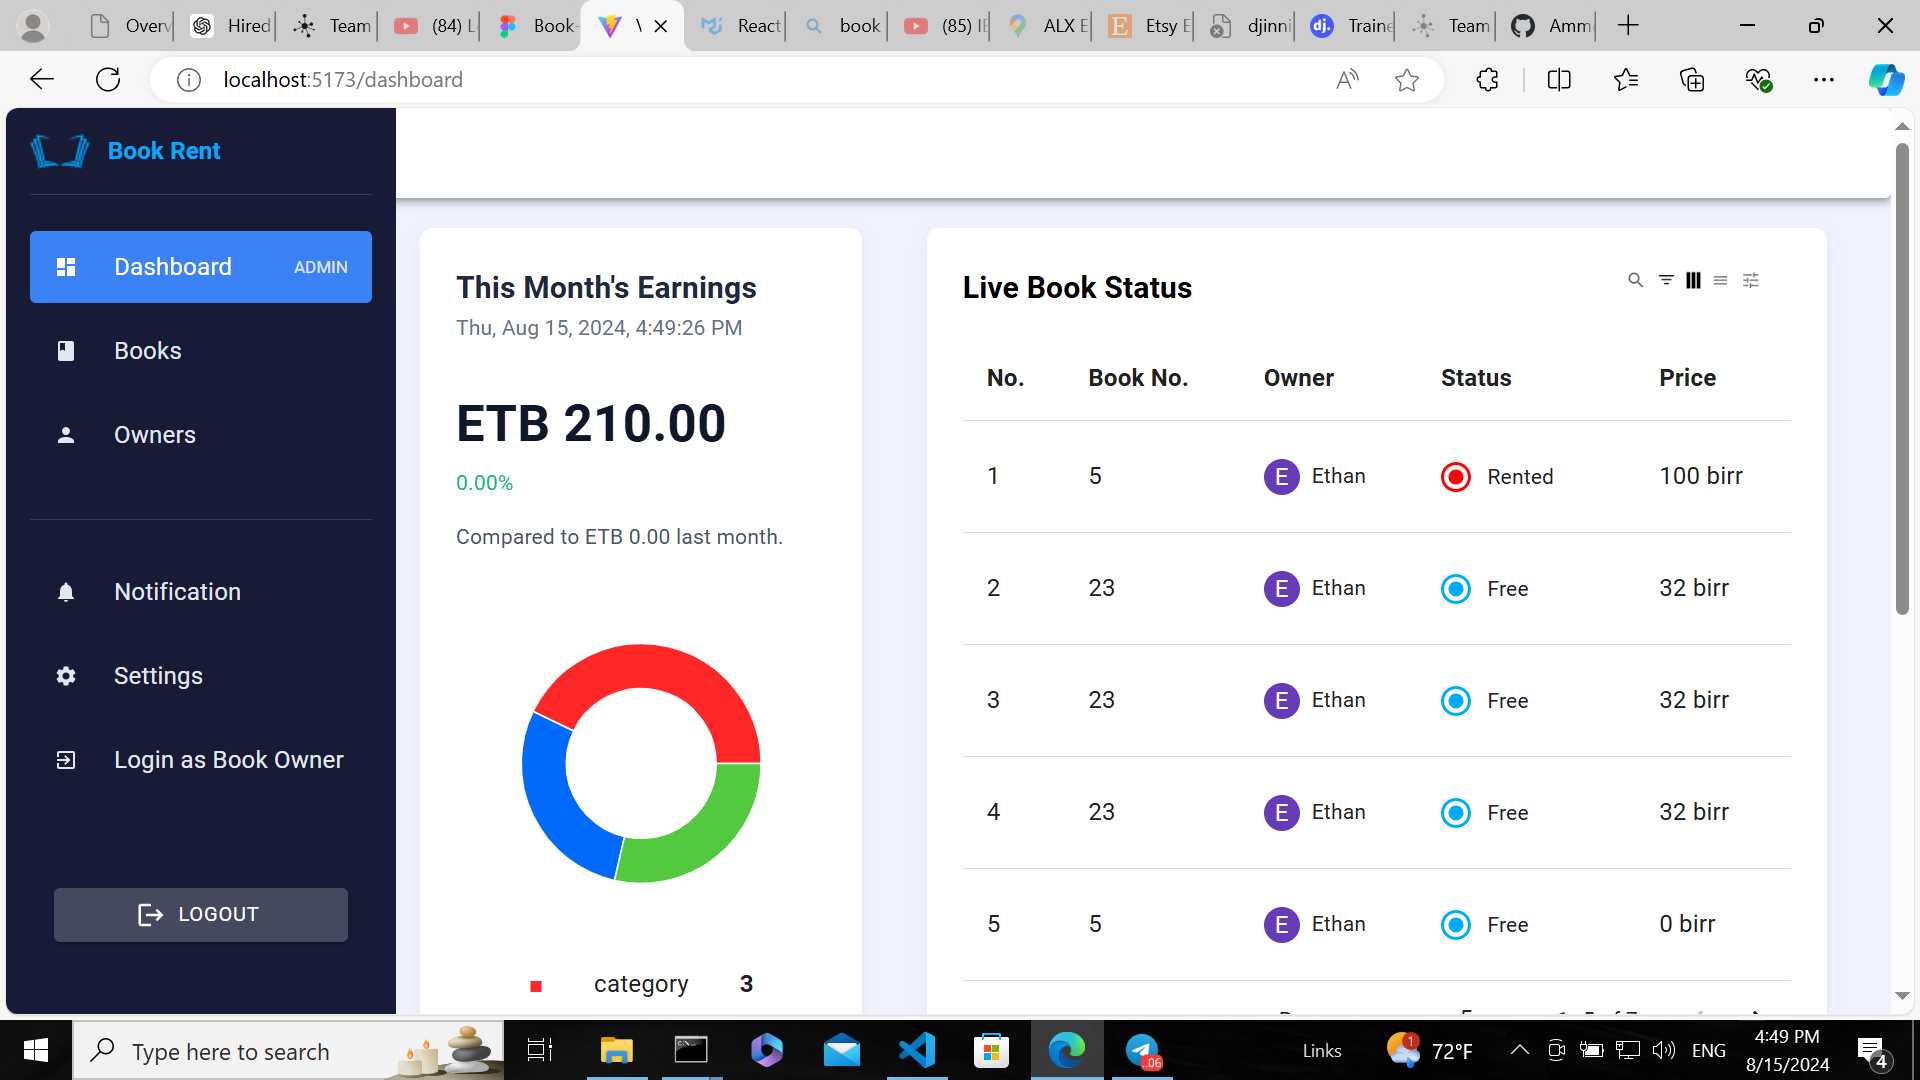 Overv
Hired
Team
(84) L
Book-
React
book
(85) IE
ALX E
Etsy E
djinni
dj.
Traine
Team
Amm
localhost:5173/dashboard
Book Rent
Dashboard ADMIN
Books
Owners
Notification
Settings
Login as Book Owner
LOGOUT
This Month's Earnings
Thu, Aug 15, 2024, 4:49:26 PM
ETB 210.00
0.00%
Compared to ETB 0.00 last month.
category 3
Live Book Status
No. Book No. Owner Status Price
1 5 E Ethan Rented 100 birr
2 23 E Ethan Free 32 birr
3 23 E Ethan Free 32 birr
4 23 E Ethan Free 32 birr
5 5 E Ethan Free 0 birr
Type here to search
Links
1
72°F
ENG
4:49 PM
8/15/2024
4
..06